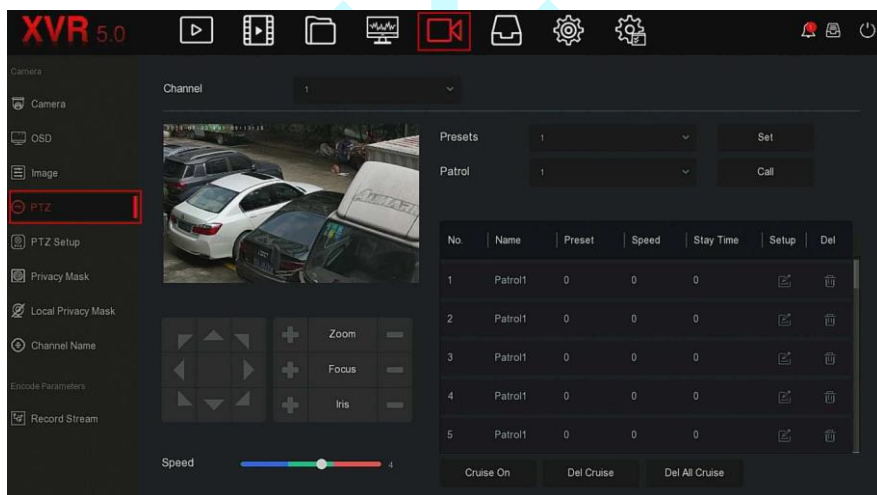 XVR 5.0
Camera
Camera
OSD
Image
PTZ
PTZ Setup
Privacy Mask
Local Privacy Mask
Channel Name
Encode Parameters
Record Stream
Channel 1
Presets 1 Set
Patrol 1 Call
No. Name Preset Speed Stay Time Setup Del
1 Patrol1 0 0 0
2 Patrol1 0 0 0
3 Patrol1 0 0 0
4 Patrol1 0 0 0
5 Patrol1 0 0 0
Zoom
Focus
Iris
Speed 4
Cruise On Del Cruise Del All Cruise